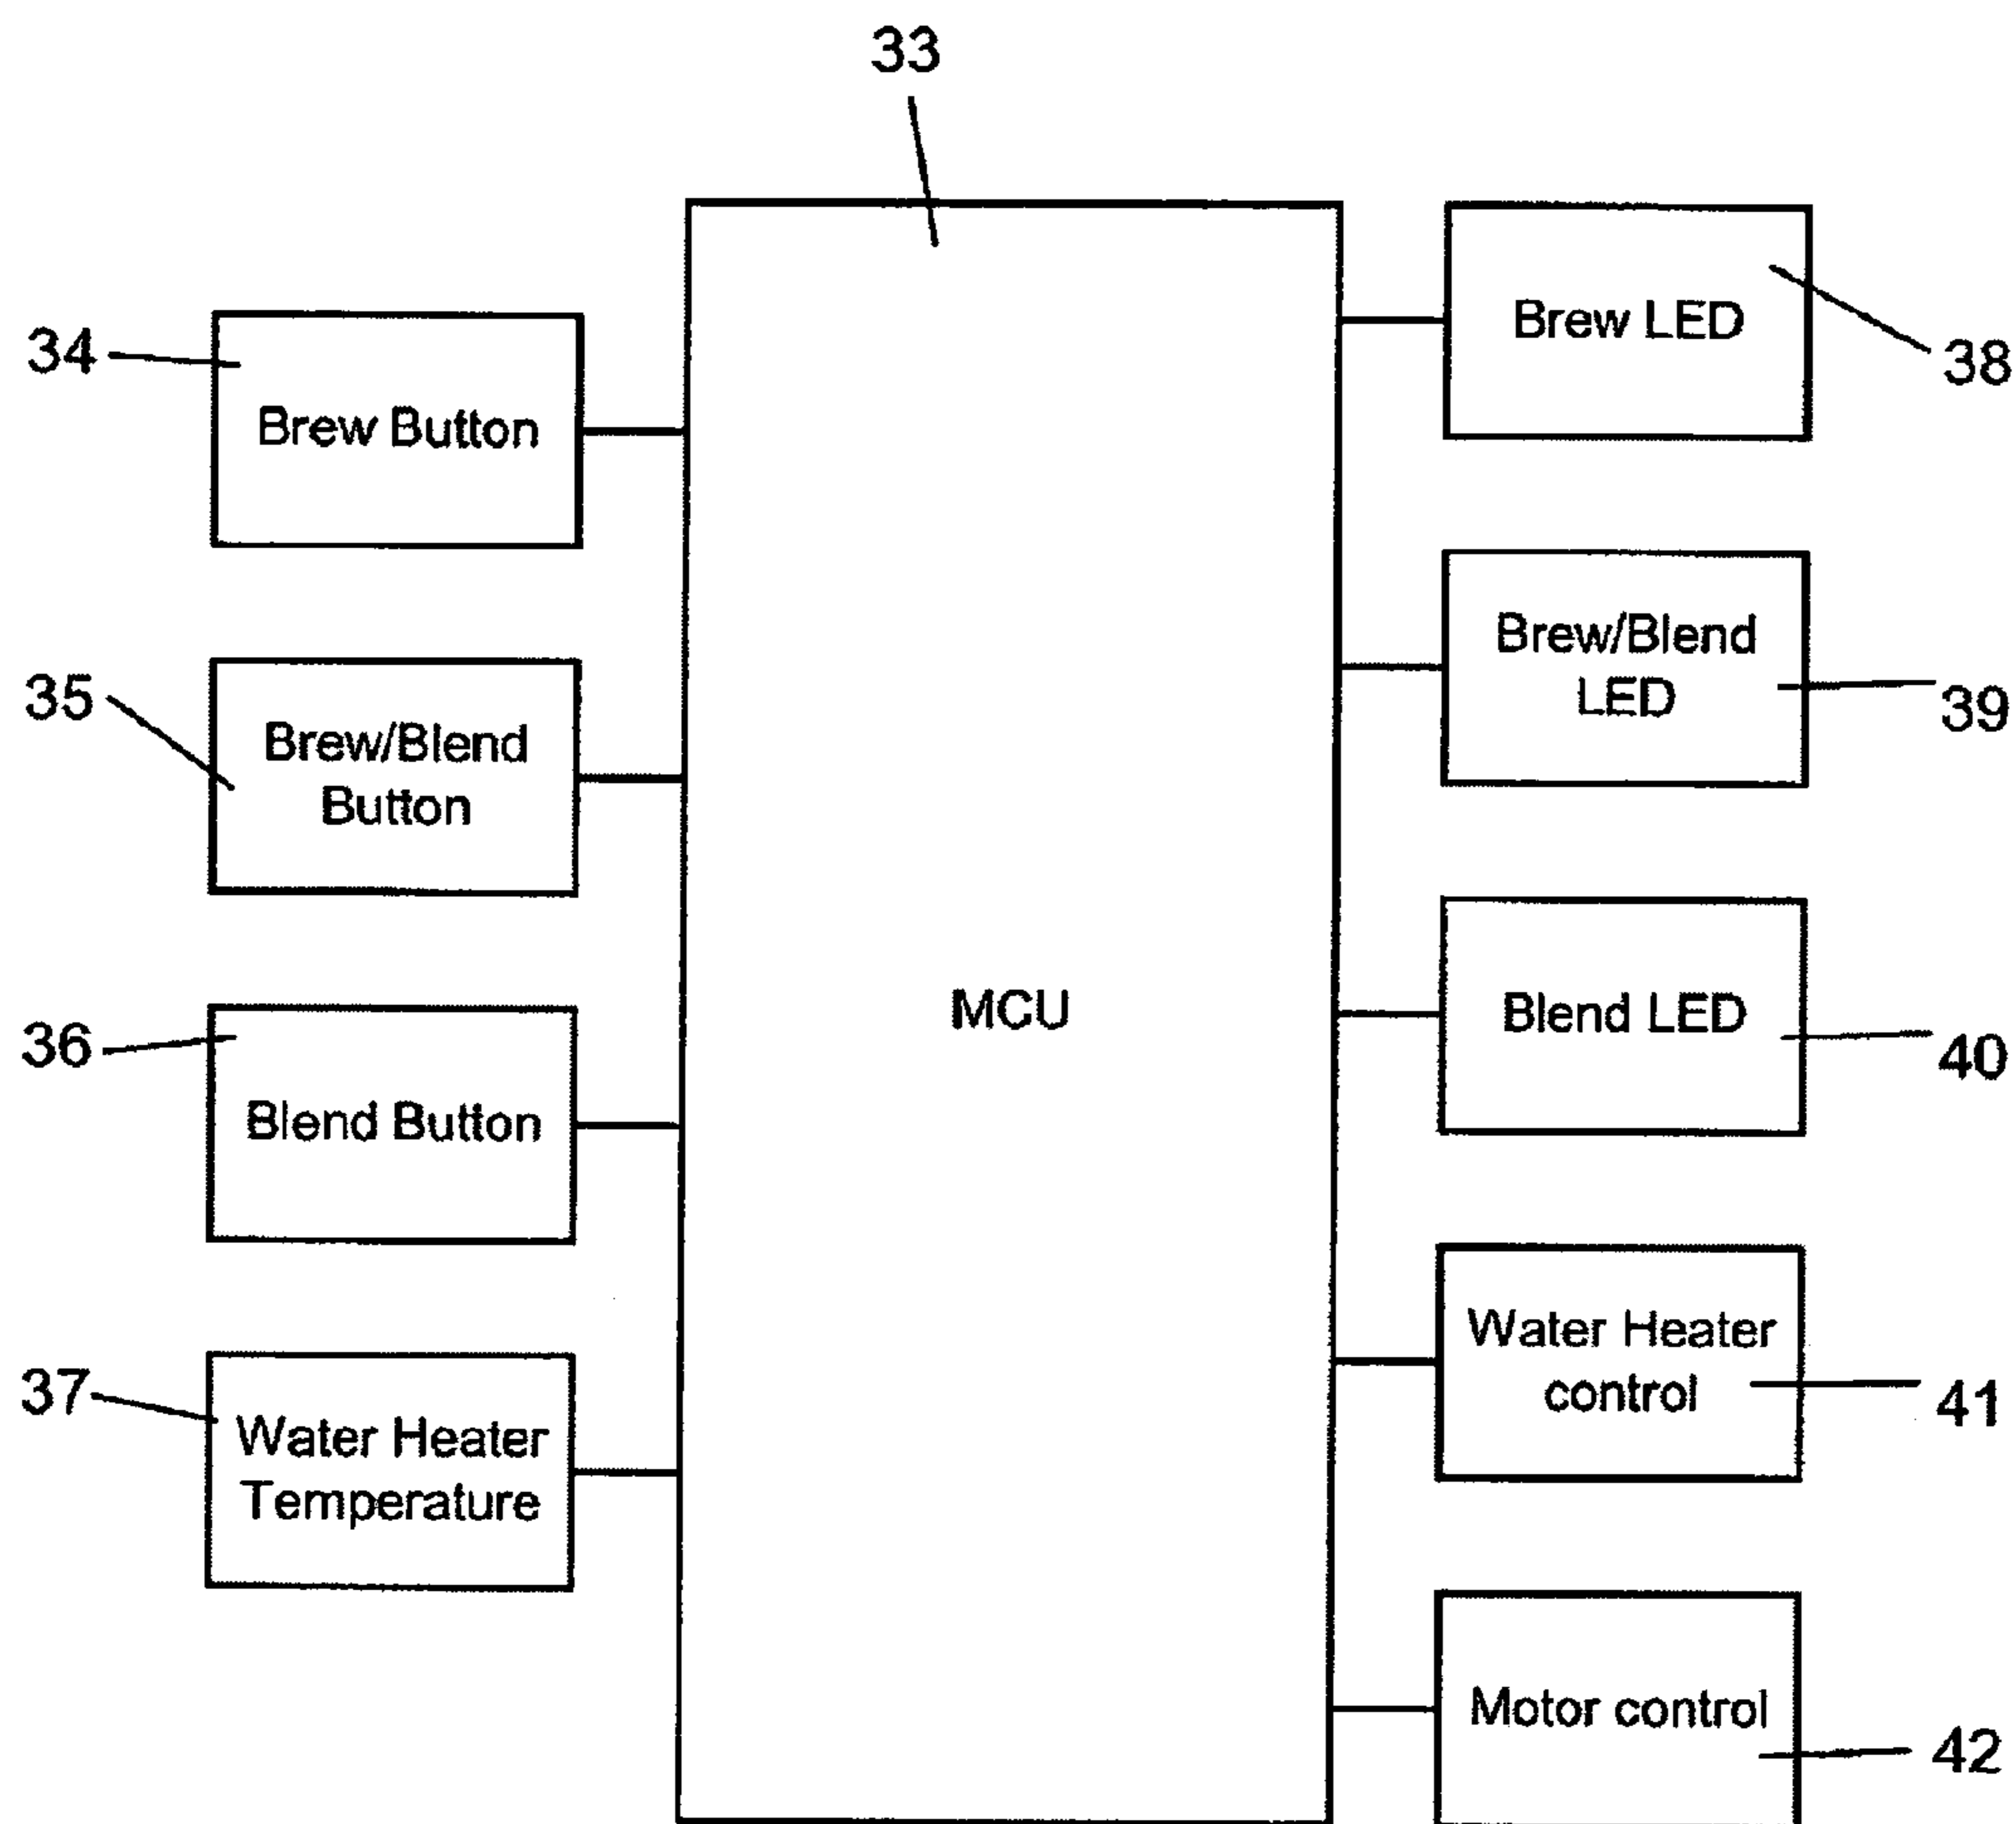 33
34
Brew Button
35
Brew/Blend
Button
36
Blend Button
37
Water Heater
Temperature
MCU
Brew LED
38
Brew/Blend
LED
39
Blend LED
40
Water Heater
control
41
Motor control
42